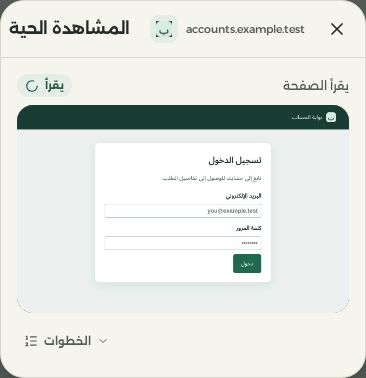 المشاهدة الحية
ب
accounts.example.test
يقرأ الصفحة
يقرأ
بوابة الحساب
تسجيل الدخول
تابع إلى حسابك للوصول إلى تفاصيل الطلب.
البريد الإلكتروني
you@example.test
كلمة المرور
••••••••
دخول
الخطوات